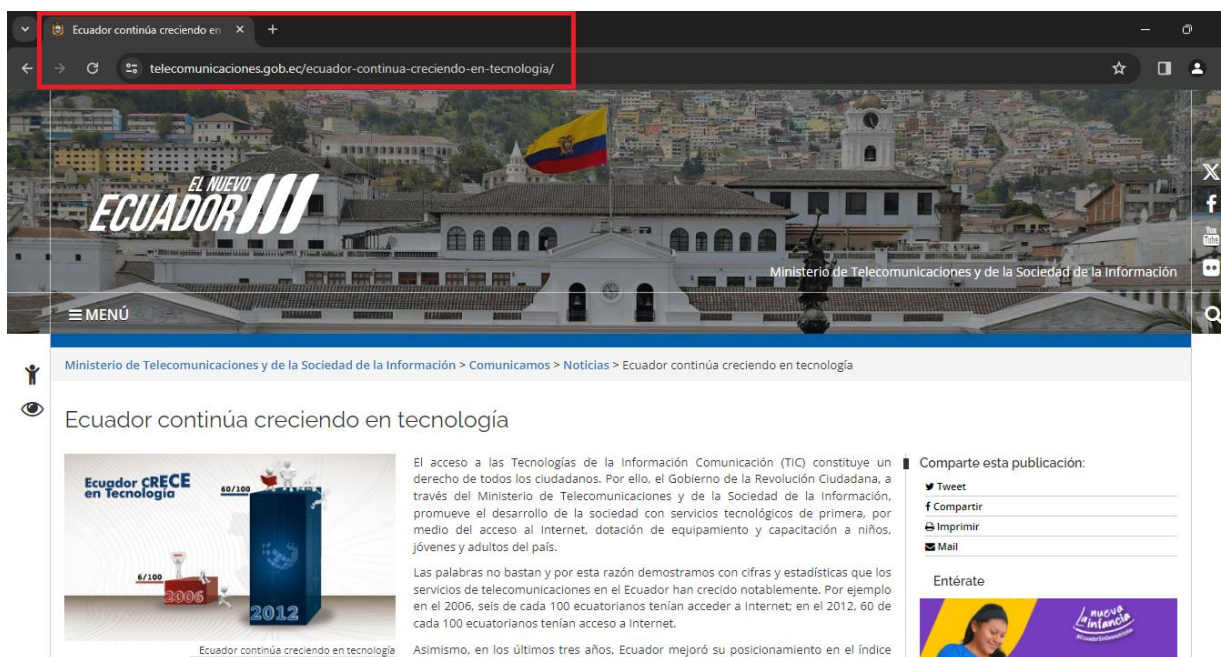 Ecuador continúa creciendo en
telecomunicaciones.gob.ec/ecuador-continua-creciendo-en-tecnologia/
EL NUEVO
ECUADOR
You
Tube
Ministerio de Telecomunicaciones y de la Sociedad de la Información
MENÚ
Ministerio de Telecomunicaciones y de la Sociedad de la Información > Comunicamos > Noticias > Ecuador continúa creciendo en tecnología
Ecuador continúa creciendo en tecnología
Ecuador CRECE
en Tecnología
60/100
6/100
2006
2012
Ecuador continúa creciendo en tecnología
El acceso a las Tecnologías de la Información Comunicación (TIC) constituye un
derecho de todos los ciudadanos. Por ello, el Gobierno de la Revolución Ciudadana, a
través del Ministerio de Telecomunicaciones y de la Sociedad de la Información,
promueve el desarrollo de la sociedad con servicios tecnológicos de primera, por
medio del acceso al Internet, dotación de equipamiento y capacitación a niños,
jóvenes y adultos del país.
Las palabras no bastan y por esta razón demostramos con cifras y estadísticas que los
servicios de telecomunicaciones en el Ecuador han crecido notablemente. Por ejemplo
en el 2006, seis de cada 100 ecuatorianos tenían acceder a Internet; en el 2012, 60 de
cada 100 ecuatorianos tenían acceso a Internet.
Asimismo, en los últimos tres años, Ecuador mejoró su posicionamiento en el índice
Comparte esta publicación:
Tweet
Compartir
Imprimir
Mail
Entérate
la nueva
infancia
#EcuadorSinDesnutrición